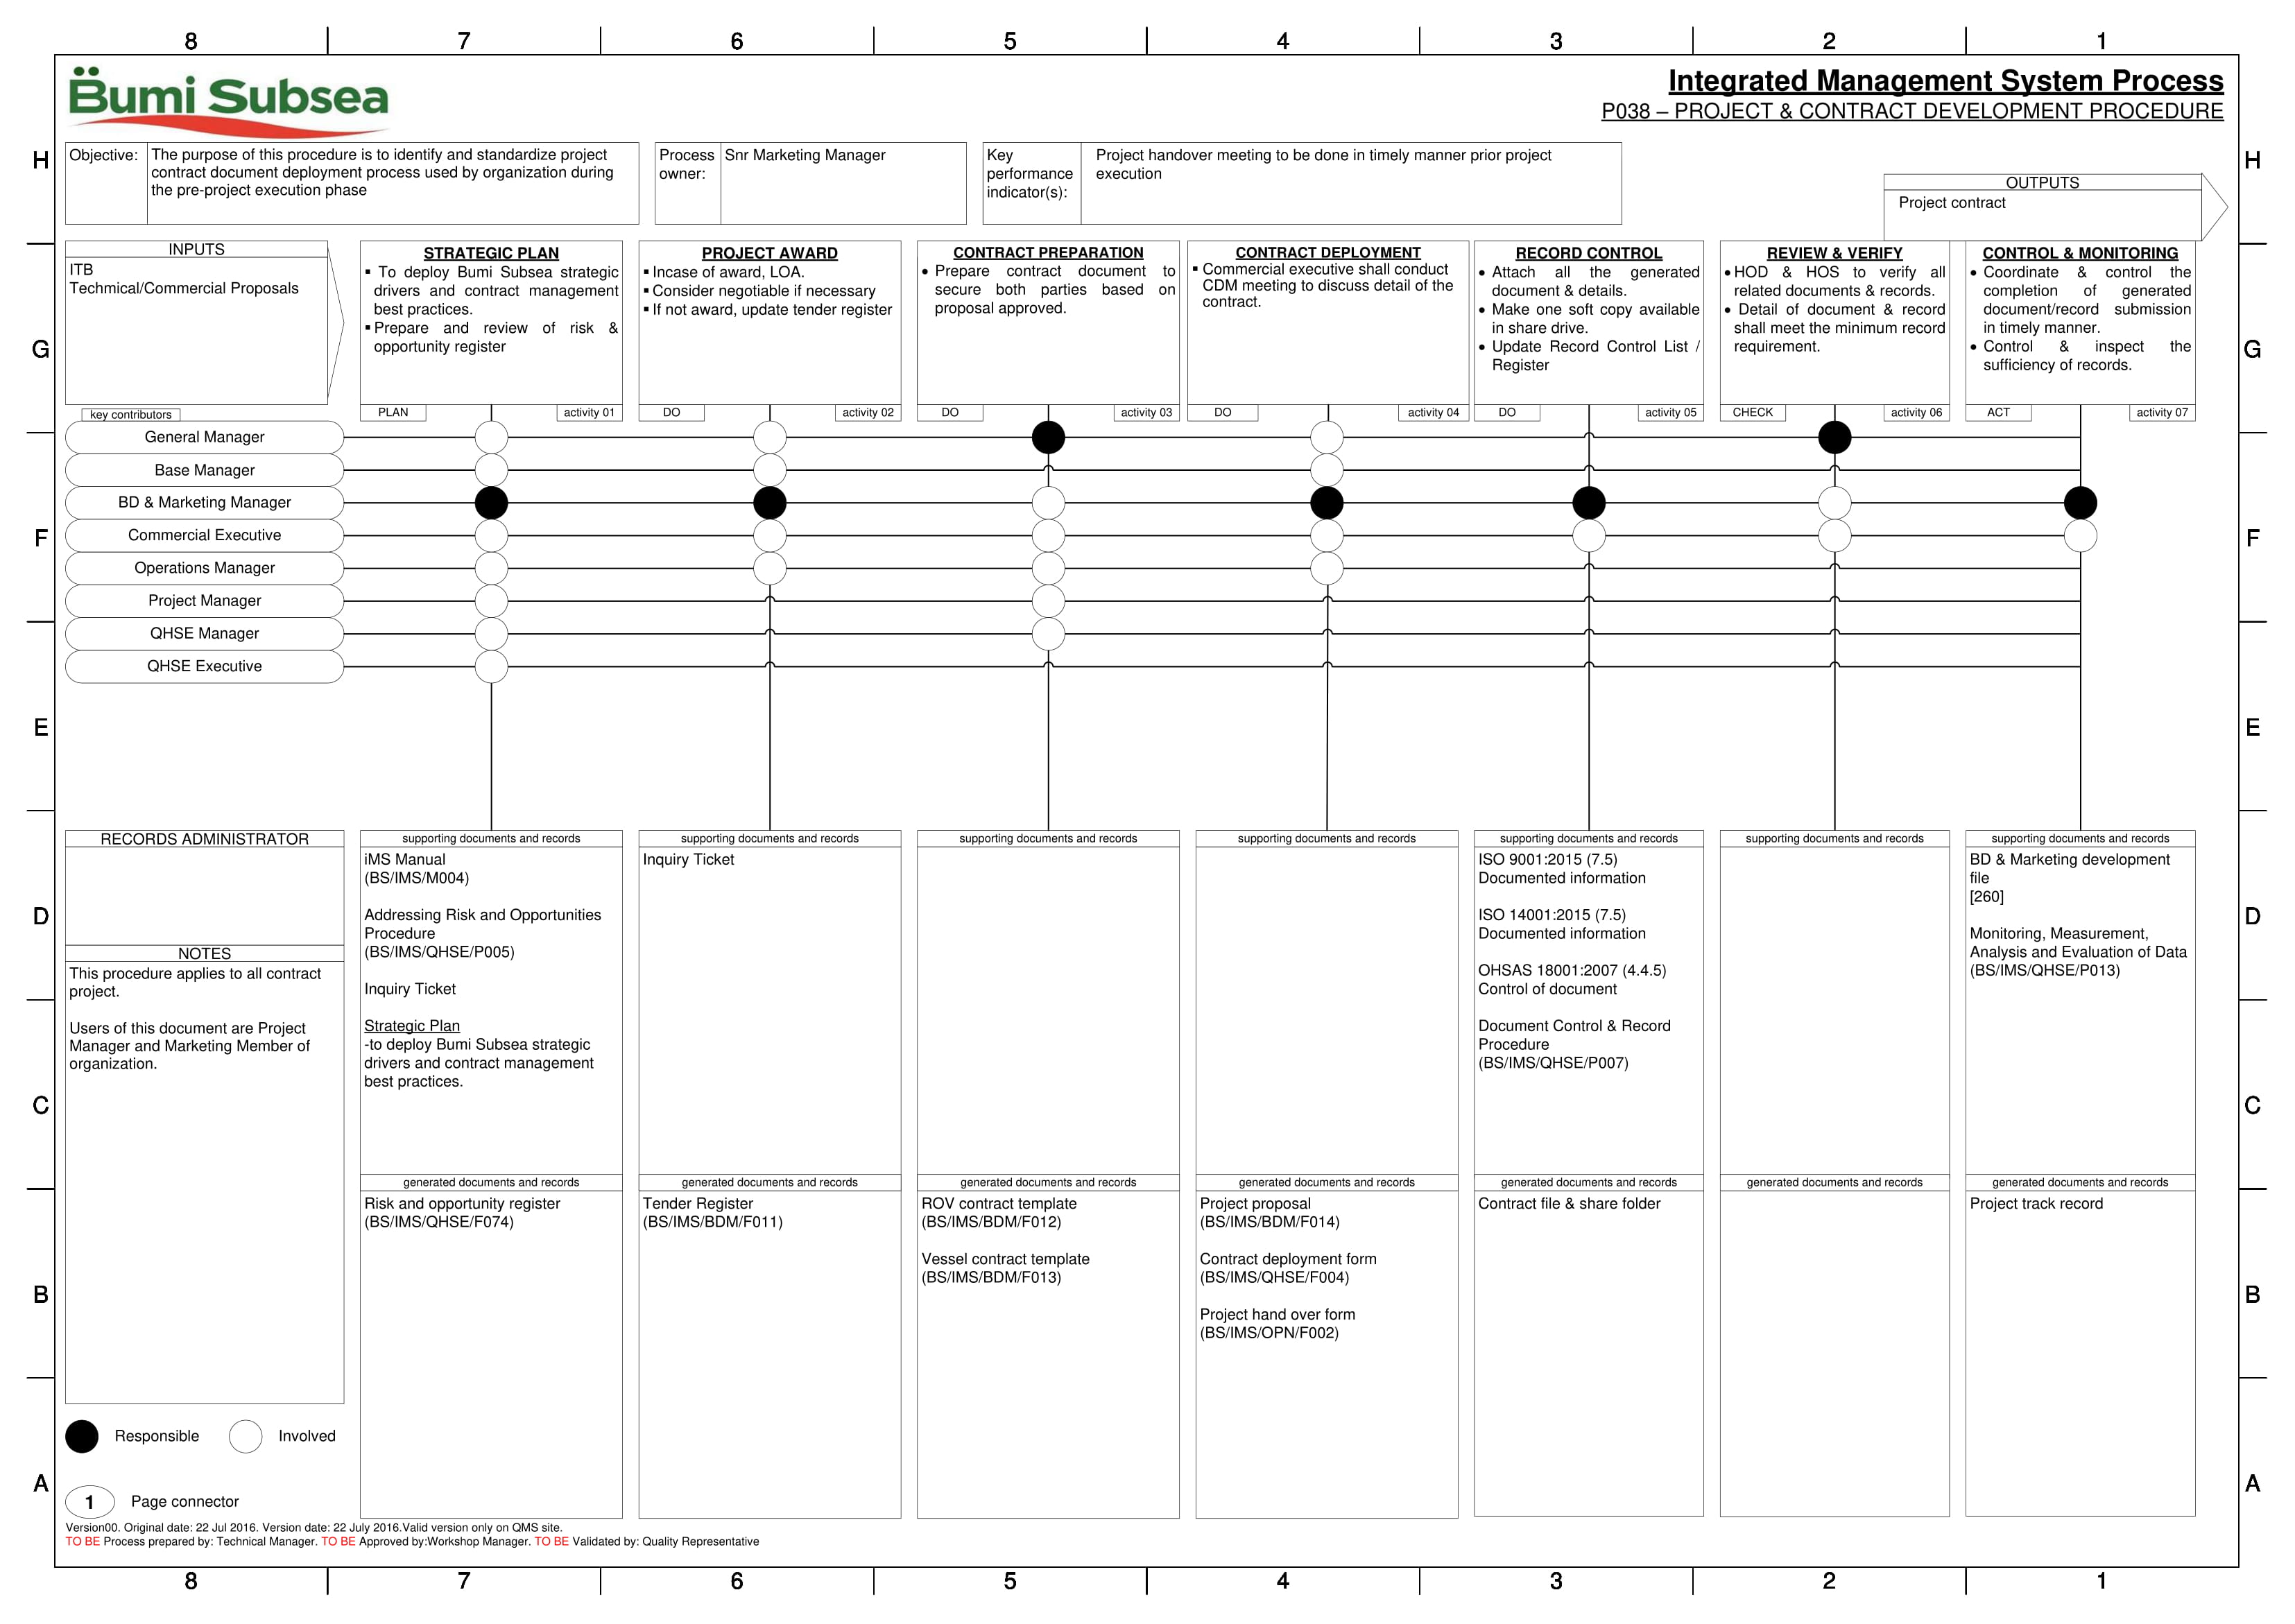 8 7 6 5 4 3 2 1
Bumi Subsea
Integrated Management System Process
P038 – PROJECT & CONTRACT DEVELOPMENT PROCEDURE
H
H
Objective:
The purpose of this procedure is to identify and standardize project
contract document deployment process used by organization during
the pre-project execution phase
Process
owner:
Snr Marketing Manager
Key
performance
indicator(s):
Project handover meeting to be done in timely manner prior project
execution
OUTPUTS
Project contract
INPUTS
ITB
Technical/Commercial Proposals
STRATEGIC PLAN
▪ To deploy Bumi Subsea strategic
drivers and contract management
best practices.
▪ Prepare and review of risk &
opportunity register
PLAN
activity 01
PROJECT AWARD
▪ Incase of award, LOA.
▪ Consider negotiable if necessary
▪ If not award, update tender register
DO
activity 02
CONTRACT PREPARATION
• Prepare contract document to
secure both parties based on
proposal approved.
DO
activity 03
CONTRACT DEPLOYMENT
▪ Commercial executive shall conduct
CDM meeting to discuss detail of the
contract.
DO
activity 04
RECORD CONTROL
• Attach all the generated
document & details.
• Make one soft copy available
in share drive.
• Update Record Control List /
Register
DO
activity 05
REVIEW & VERIFY
• HOD & HOS to verify all
related documents & records.
• Detail of document & record
shall meet the minimum record
requirement.
CHECK
activity 06
CONTROL & MONITORING
• Coordinate & control the
completion of generated
document/record submission
in timely manner.
• Control & inspect the
sufficiency of records.
ACT
activity 07
G
G
key contributors
General Manager
Base Manager
BD & Marketing Manager
Commercial Executive
Operations Manager
Project Manager
QHSE Manager
QHSE Executive
F
F
E
E
RECORDS ADMINISTRATOR
NOTES
This procedure applies to all contract
project.
Users of this document are Project
Manager and Marketing Member of
organization.
supporting documents and records
iMS Manual
(BS/IMS/M004)
Addressing Risk and Opportunities
Procedure
(BS/IMS/QHSE/P005)
Inquiry Ticket
Strategic Plan
-to deploy Bumi Subsea strategic
drivers and contract management
best practices.
generated documents and records
Risk and opportunity register
(BS/IMS/QHSE/F074)
supporting documents and records
Inquiry Ticket
generated documents and records
Tender Register
(BS/IMS/BDM/F011)
supporting documents and records
generated documents and records
ROV contract template
(BS/IMS/BDM/F012)
Vessel contract template
(BS/IMS/BDM/F013)
supporting documents and records
generated documents and records
Project proposal
(BS/IMS/BDM/F014)
Contract deployment form
(BS/IMS/QHSE/F004)
Project hand over form
(BS/IMS/OPN/F002)
supporting documents and records
ISO 9001:2015 (7.5)
Documented information
ISO 14001:2015 (7.5)
Documented information
OHSAS 18001:2007 (4.4.5)
Control of document
Document Control & Record
Procedure
(BS/IMS/QHSE/P007)
generated documents and records
Contract file & share folder
supporting documents and records
generated documents and records
supporting documents and records
BD & Marketing development
file
[260]
Monitoring, Measurement,
Analysis and Evaluation of Data
(BS/IMS/QHSE/P013)
generated documents and records
Project track record
D
D
C
C
B
B
A
A
Responsible
Involved
1
Page connector
Version00. Original date: 22 Jul 2016. Version date: 22 July 2016.Valid version only on QMS site.
TO BE Process prepared by: Technical Manager. TO BE Approved by:Workshop Manager. TO BE Validated by: Quality Representative
8 7 6 5 4 3 2 1